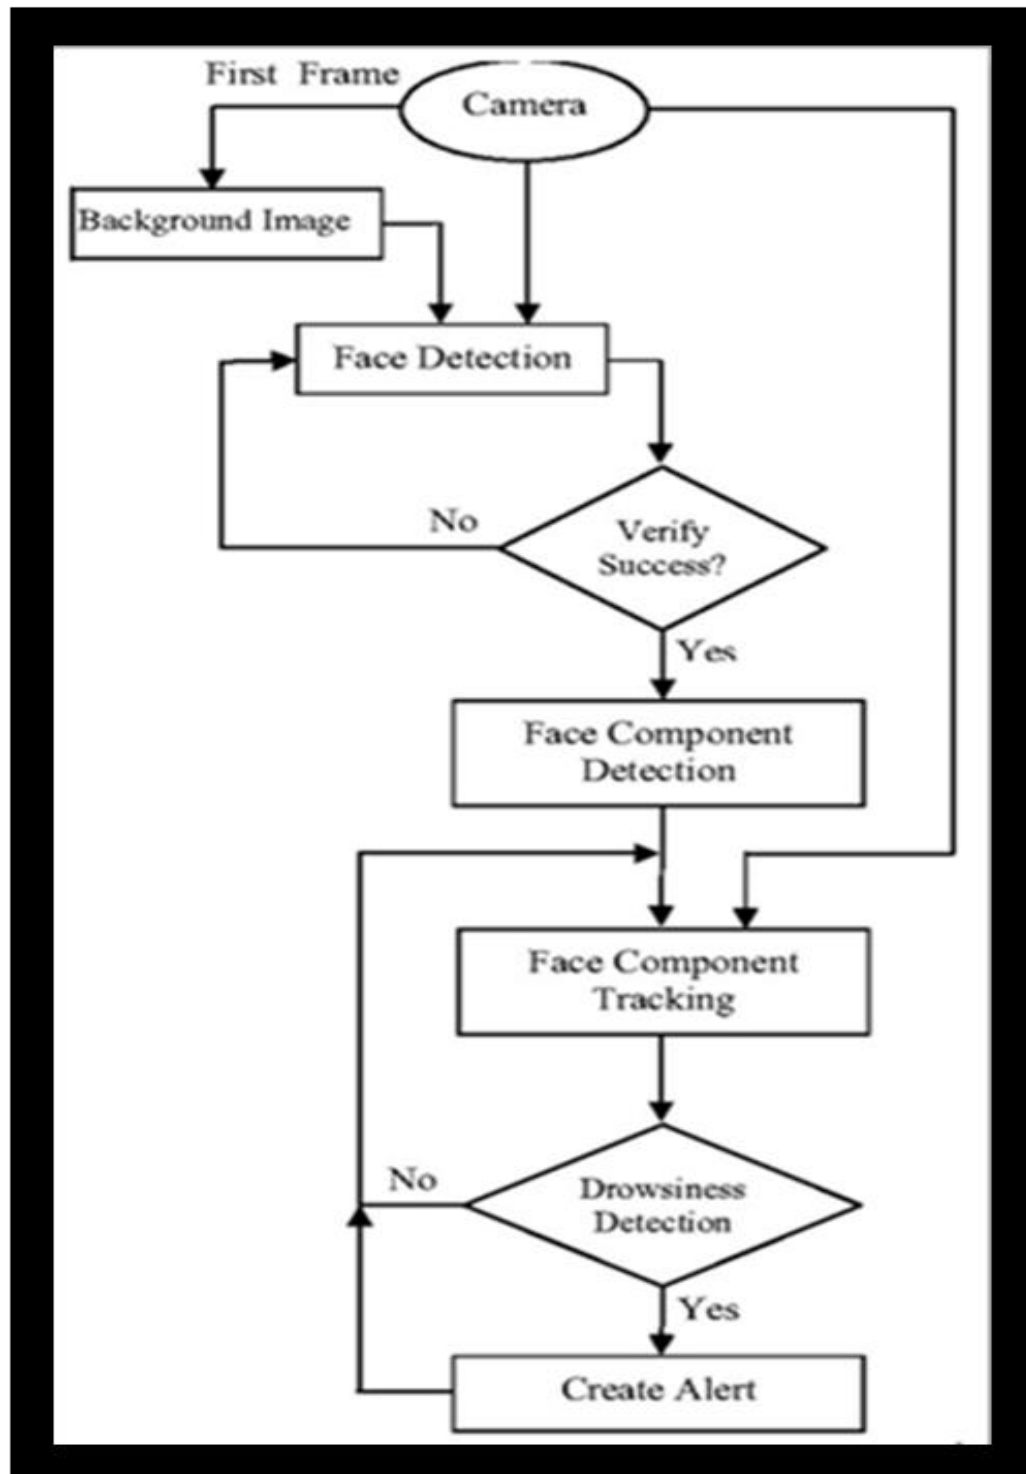 First Frame
Camera
Background Image
Face Detection
No
Verify
Success?
Yes
Face Component
Detection
Face Component
Tracking
No
Drowsiness
Detection
Yes
Create Alert